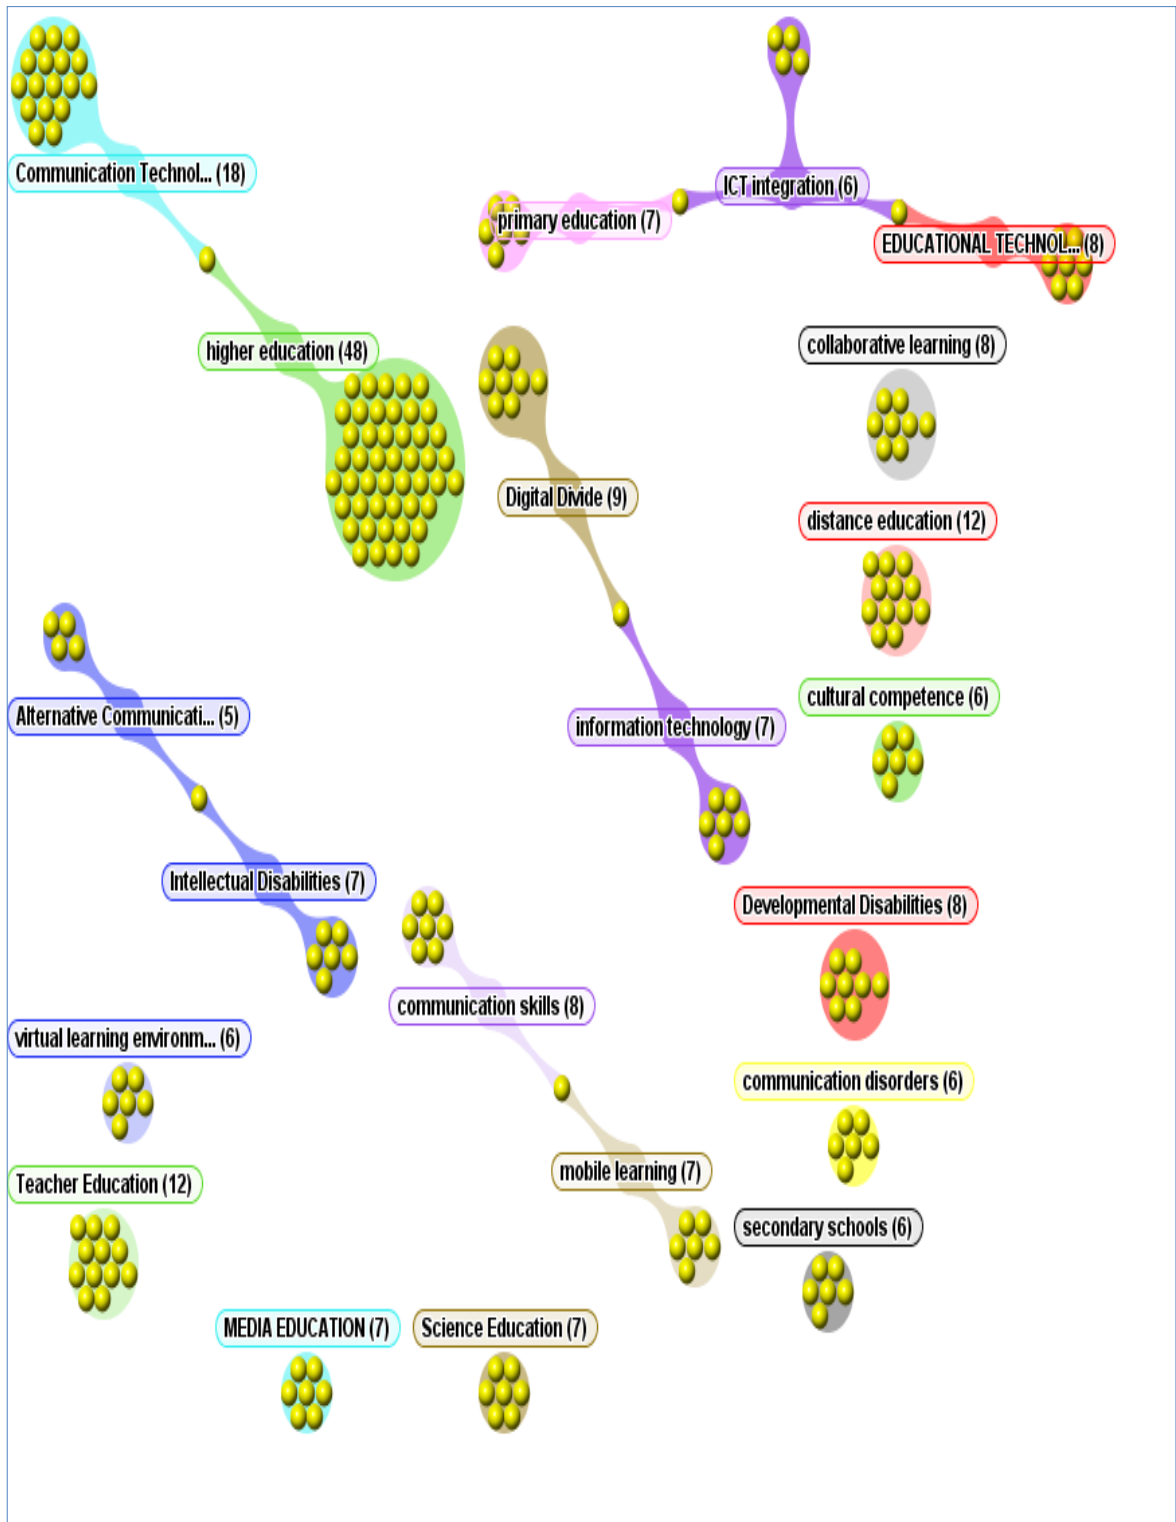 Communication Technol... (18)
ICT integration (6)
primary education (7)
EDUCATIONAL TECHNOL... (8)
higher education (48)
collaborative learning (8)
Digital Divide (9)
distance education (12)
cultural competence (6)
Alternative Communicati... (5)
information technology (7)
Intellectual Disabilities (7)
Developmental Disabilities (8)
communication skills (8)
virtual learning environm... (6)
communication disorders (6)
mobile learning (7)
Teacher Education (12)
secondary schools (6)
MEDIA EDUCATION (7)
Science Education (7)